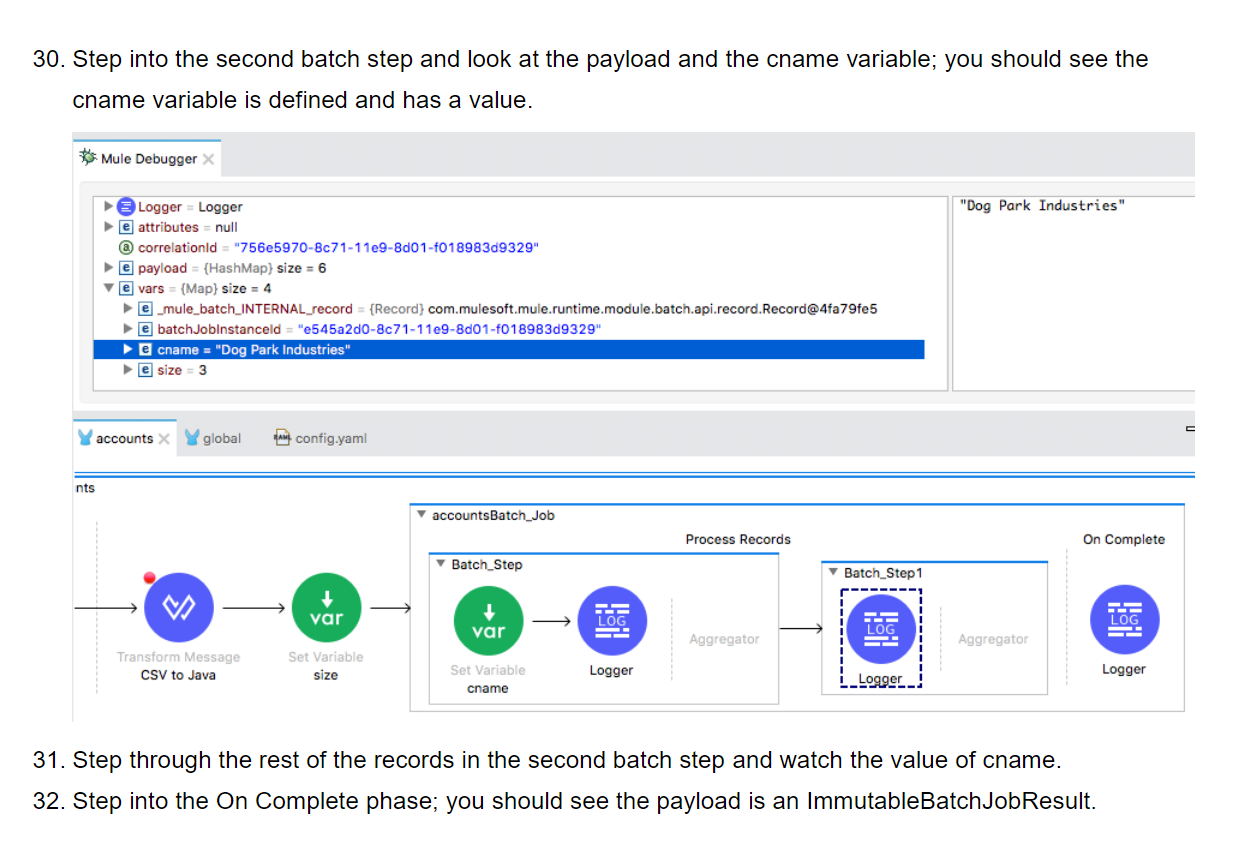 30. Step into the second batch step and look at the payload and the cname variable; you should see the
cname variable is defined and has a value.
Mule Debugger
Logger = Logger
"Dog Park Industries"
attributes = null
correlationId = "756e5970-8c71-11e9-8d01-f018983d9329"
payload = {HashMap} size = 6
vars = {Map} size = 4
_mule_batch_INTERNAL_record = {Record} com.mulesoft.mule.runtime.module.batch.api.record.Record@4fa79fe5
batchJobInstanceId = "e545a2d0-8c71-11e9-8d01-f018983d9329"
cname = "Dog Park Industries"
size = 3
accounts global RAML config.yaml
nts
accountsBatch_Job
Process Records
On Complete
Batch_Step
Batch_Step1
var
var
LOG
LOG
LOG
Aggregator
Aggregator
Transform Message
CSV to Java
Set Variable
size
Set Variable
cname
Logger
Logger
Logger
31. Step through the rest of the records in the second batch step and watch the value of cname.
32. Step into the On Complete phase; you should see the payload is an ImmutableBatchJobResult.